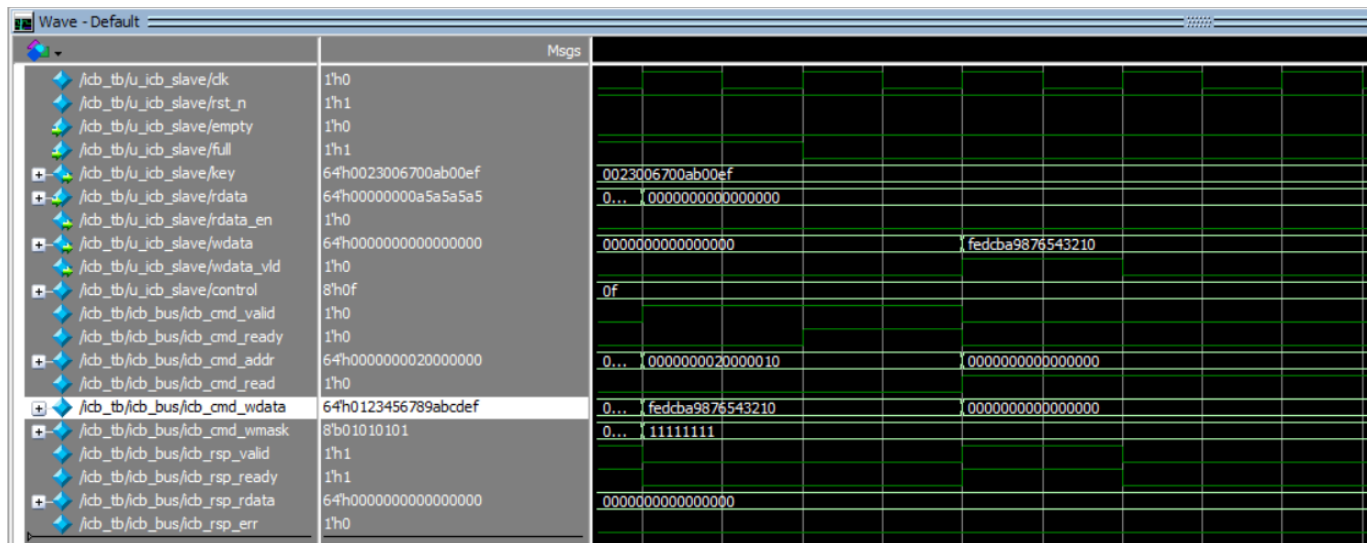 Wave - Default
Msgs
/icb_tb/u_icb_slave/clk 1'h0
/icb_tb/u_icb_slave/rst_n 1'h1
/icb_tb/u_icb_slave/empty 1'h0
/icb_tb/u_icb_slave/full 1'h1
/icb_tb/u_icb_slave/key 64'h0023006700ab00ef 0023006700ab00ef
/icb_tb/u_icb_slave/rdata 64'h00000000a5a5a5a5 0... 0000000000000000
/icb_tb/u_icb_slave/rdata_en 1'h0
/icb_tb/u_icb_slave/wdata 64'h0000000000000000 0000000000000000 fedcba9876543210
/icb_tb/u_icb_slave/wdata_vld 1'h0
/icb_tb/u_icb_slave/control 8'h0f 0f
/icb_tb/icb_bus/icb_cmd_valid 1'h0
/icb_tb/icb_bus/icb_cmd_ready 1'h0
/icb_tb/icb_bus/icb_cmd_addr 64'h0000000020000000 0... 0000000020000010 0000000000000000
/icb_tb/icb_bus/icb_cmd_read 1'h0
/icb_tb/icb_bus/icb_cmd_wdata 64'h0123456789abcdef 0... fedcba9876543210 0000000000000000
/icb_tb/icb_bus/icb_cmd_wmask 8'b01010101 0... 11111111
/icb_tb/icb_bus/icb_rsp_valid 1'h1
/icb_tb/icb_bus/icb_rsp_ready 1'h1
/icb_tb/icb_bus/icb_rsp_rdata 64'h0000000000000000 0000000000000000
/icb_tb/icb_bus/icb_rsp_err 1'h0